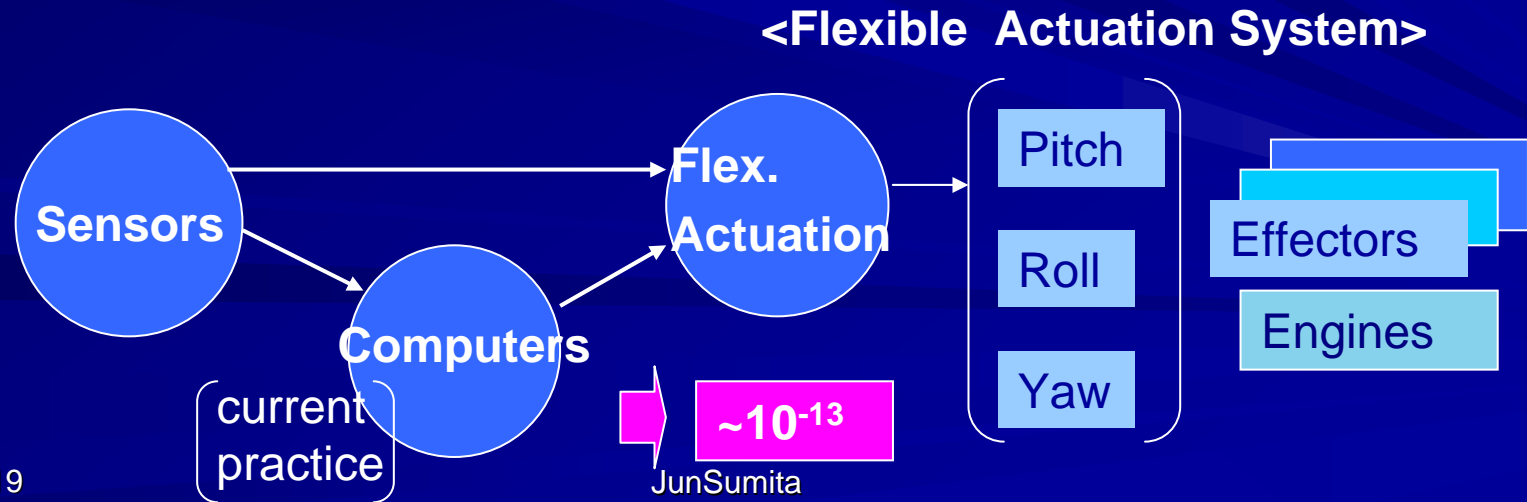 <Flexible Actuation System>
Sensors
Computers
current
practice
Flex.
Actuation
~10⁻¹³
Pitch
Roll
Yaw
Effectors
Engines
9
JunSumita